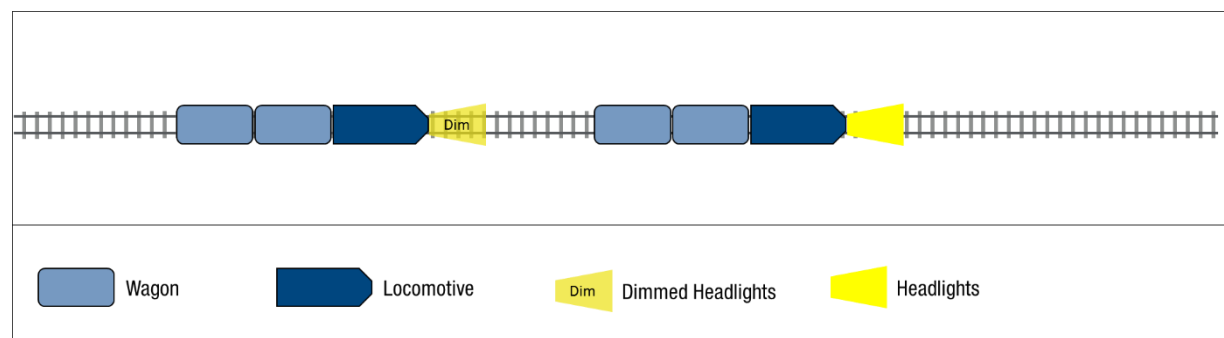 Dim
Wagon
Locomotive
Dim
Dimmed Headlights
Headlights